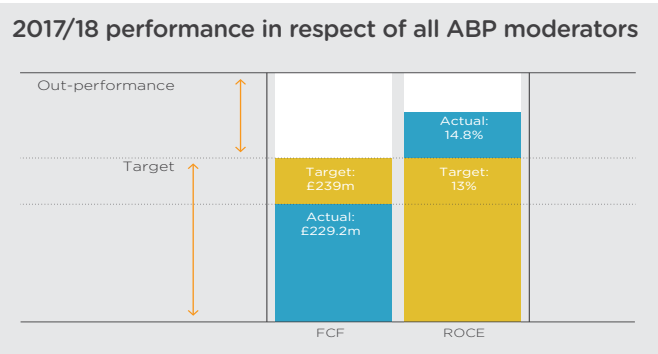 2017/18 performance in respect of all ABP moderators
Out-performance
Actual:
14.8%
Target
Target:
£239m
Target:
13%
Actual:
£229.2m
FCF
ROCE